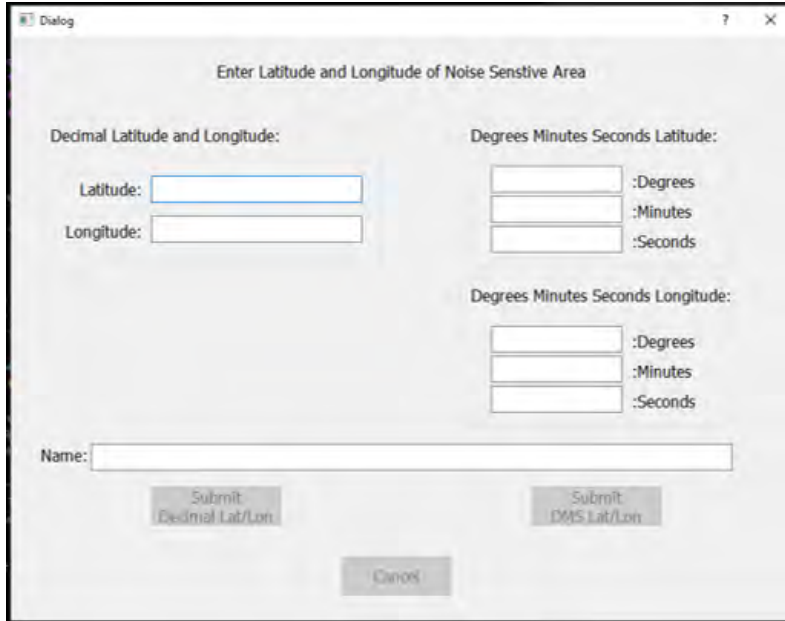 Dialog ? ✕
Enter Latitude and Longitude of Noise Senstive Area
Decimal Latitude and Longitude:
Latitude:
Longitude:
Degrees Minutes Seconds Latitude:
:Degrees
:Minutes
:Seconds
Degrees Minutes Seconds Longitude:
:Degrees
:Minutes
:Seconds
Name:
Submit
Decimal Lat/Lon
Submit
DMS Lat/Lon
Cancel